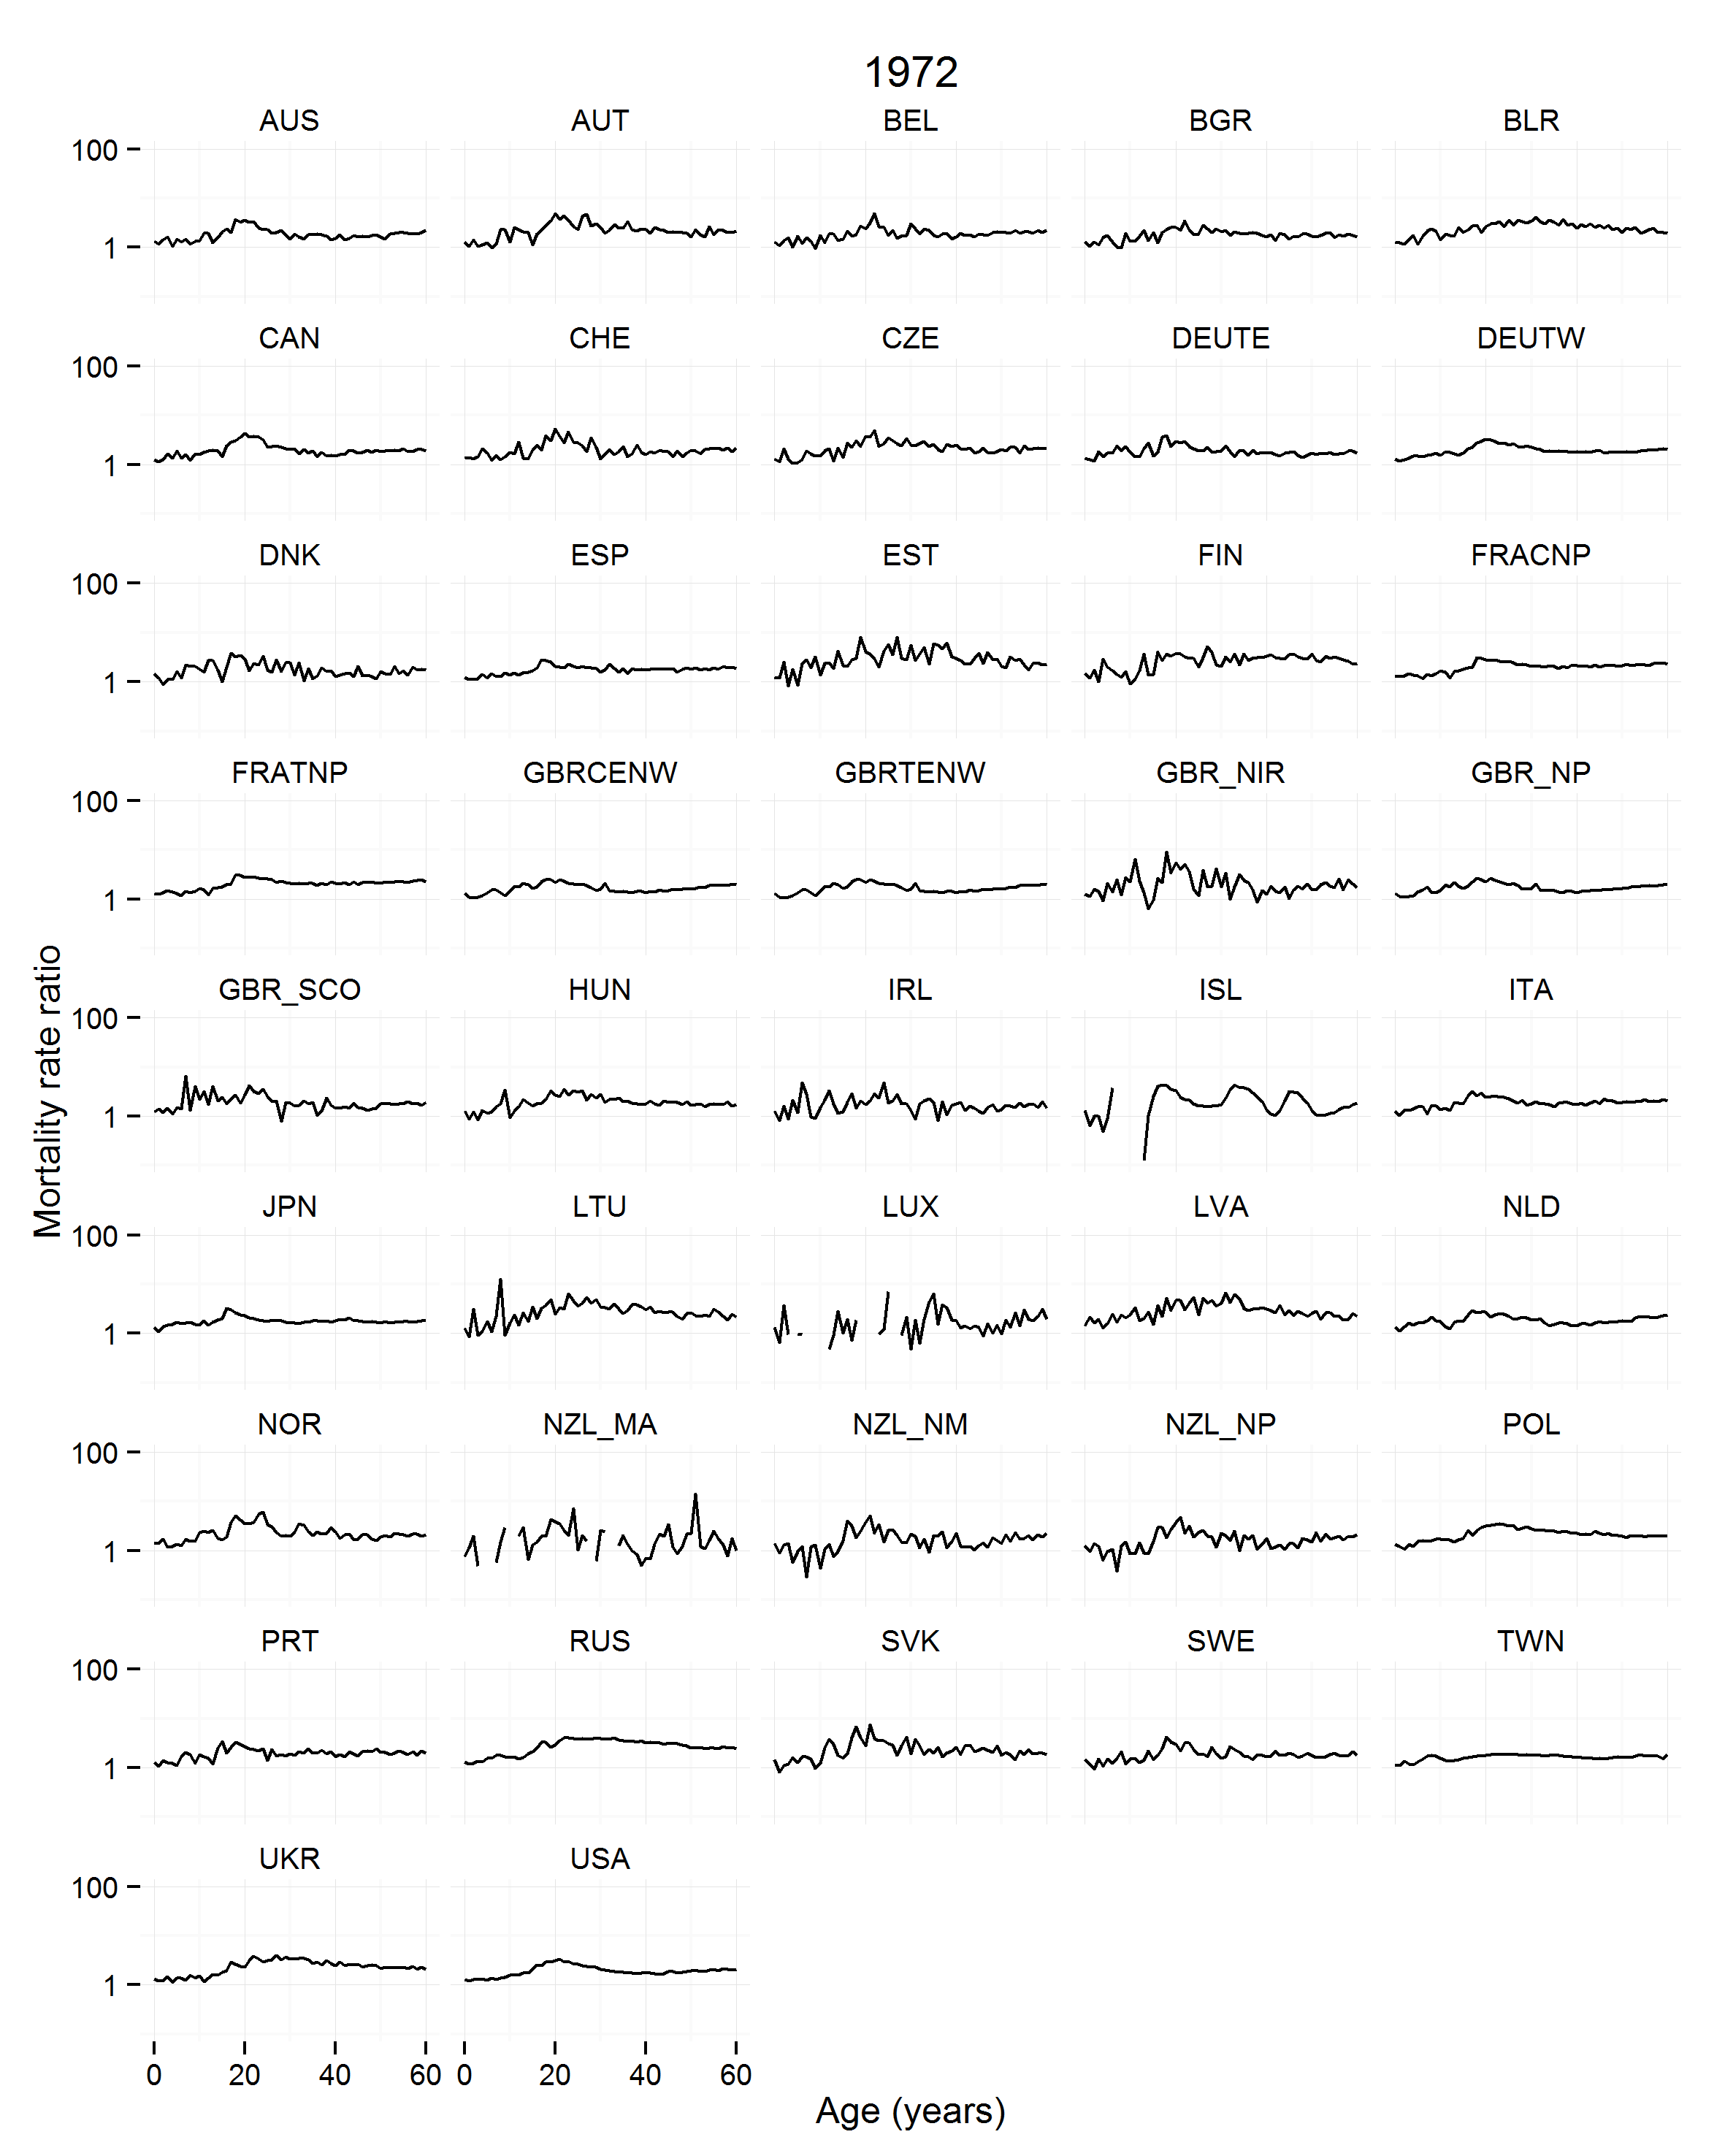 1972
AUS AUT BEL BGR BLR
100
1
CAN CHE CZE DEUTE DEUTW
100
1
DNK ESP EST FIN FRACNP
100
1
FRATNP GBRCENW GBRTENW GBR_NIR GBR_NP
100
1
Mortality rate ratio
GBR_SCO HUN IRL ISL ITA
100
1
JPN LTU LUX LVA NLD
100
1
NOR NZL_MA NZL_NM NZL_NP POL
100
1
PRT RUS SVK SWE TWN
100
1
UKR USA
100
1
0 20 40 60 0 20 40 60
Age (years)